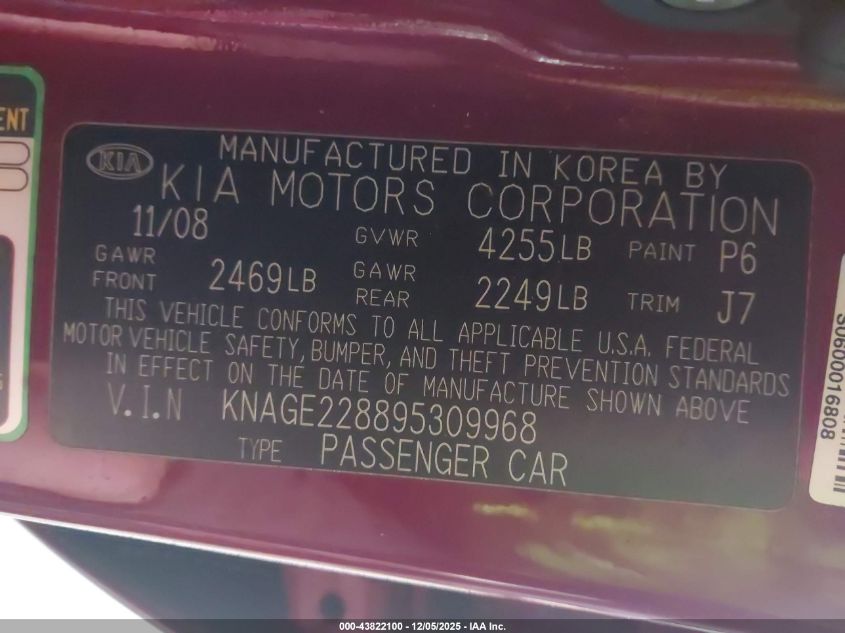 ENT
KIA
MANUFACTURED IN KOREA BY
KIA MOTORS CORPORATION
11/08 GVWR 4255LB PAINT P6
GAWR FRONT 2469LB GAWR REAR 2249LB TRIM J7
THIS VEHICLE CONFORMS TO ALL APPLICABLE U.S.A. FEDERAL
MOTOR VEHICLE SAFETY, BUMPER, AND THEFT PREVENTION STANDARDS
IN EFFECT ON THE DATE OF MANUFACTURE SHOWN ABOVE
V.I.N KNAGE228895309968
TYPE PASSENGER CAR
S0600016808
000-43822100 - 12/05/2025 - IAA Inc.